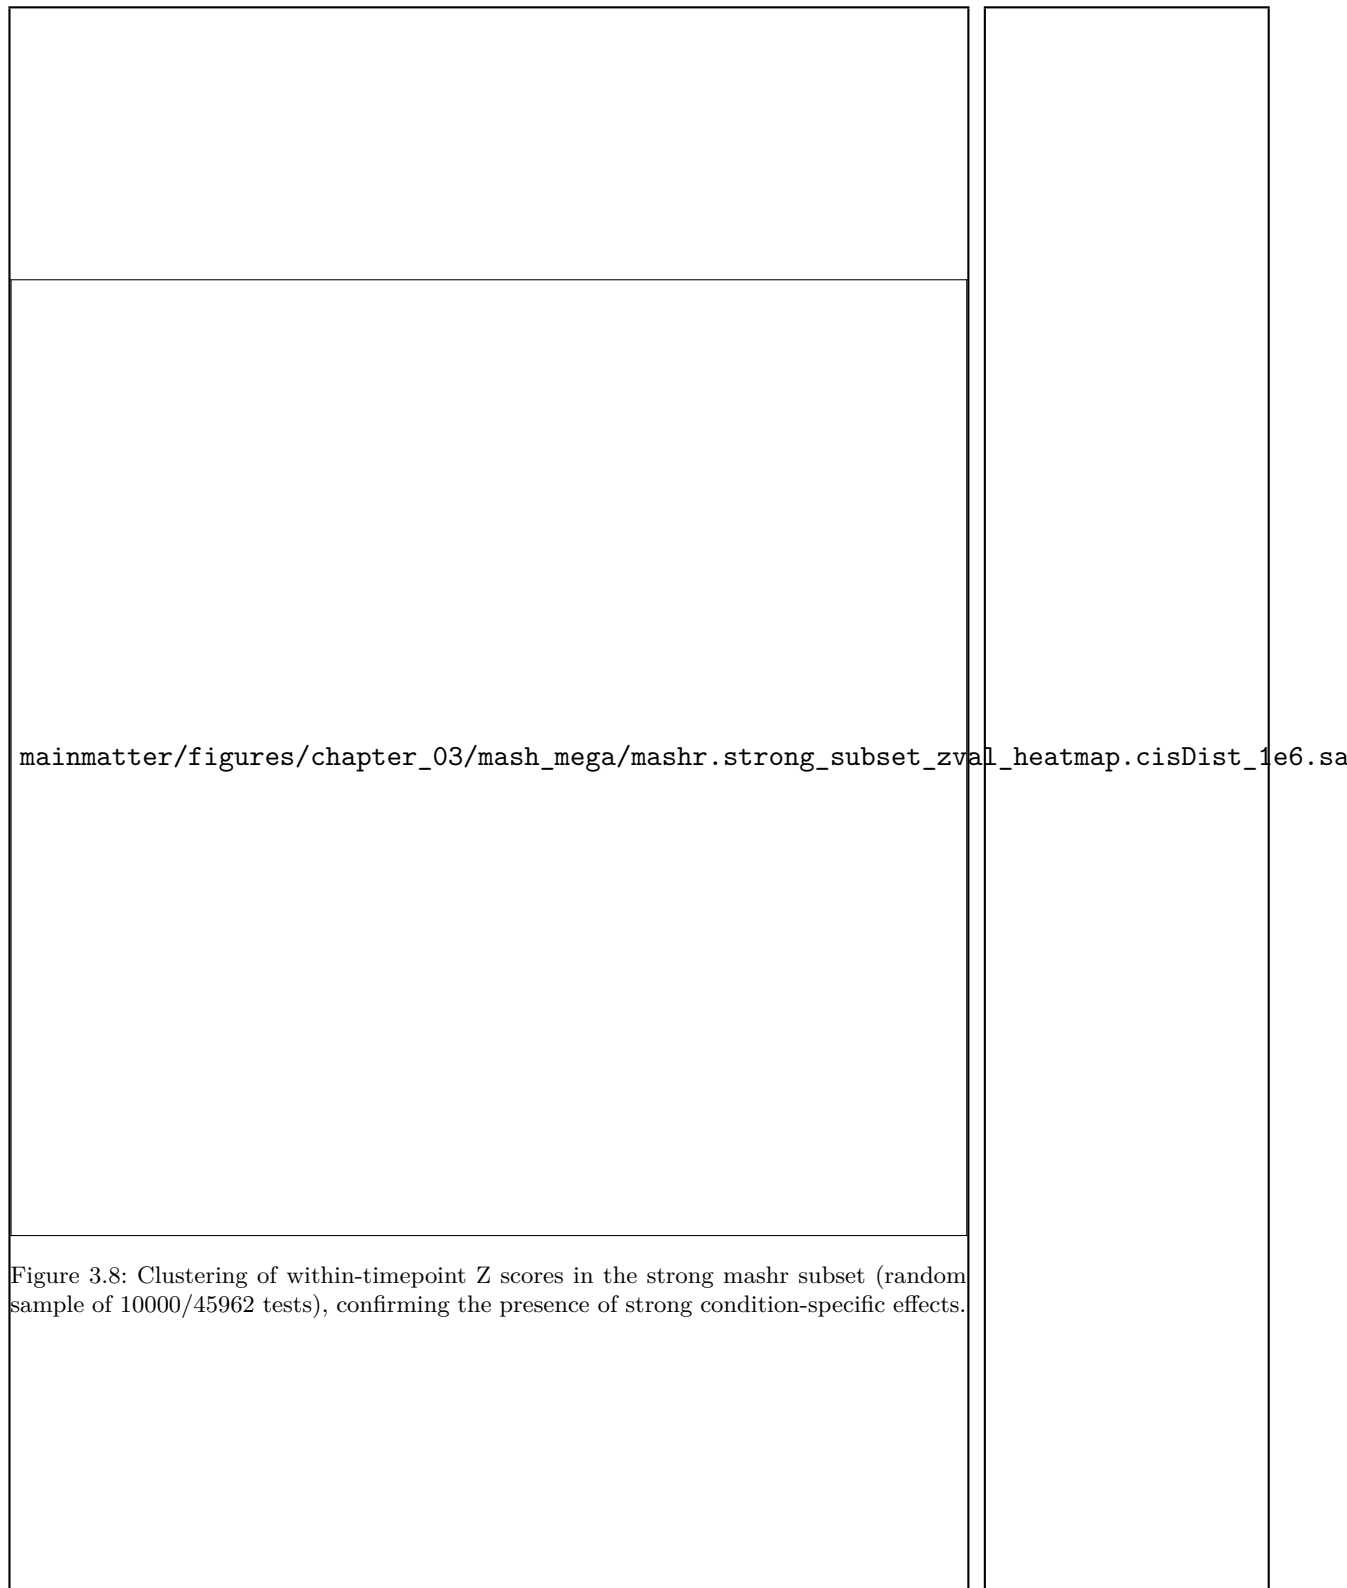 mainmatter/figures/chapter_03/mash_mega/mashr.strong_subset_zval_heatmap.cisDist_1e6.sa
Figure 3.8: Clustering of within-timepoint Z scores in the strong mashr subset (random
sample of 10000/45962 tests), confirming the presence of strong condition-specific effects.